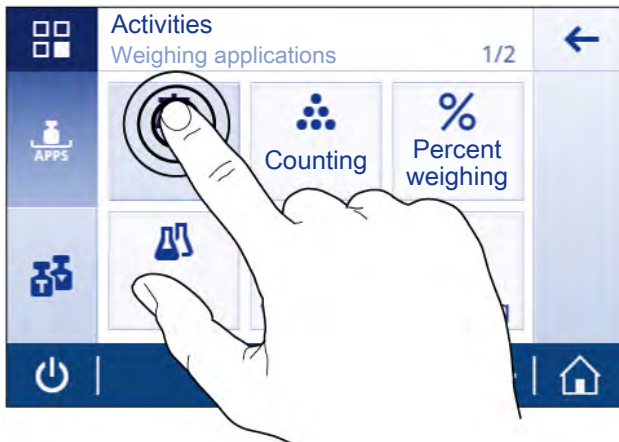 Activities
Weighing applications 1/2
APPS
Counting
Percent
weighing
T